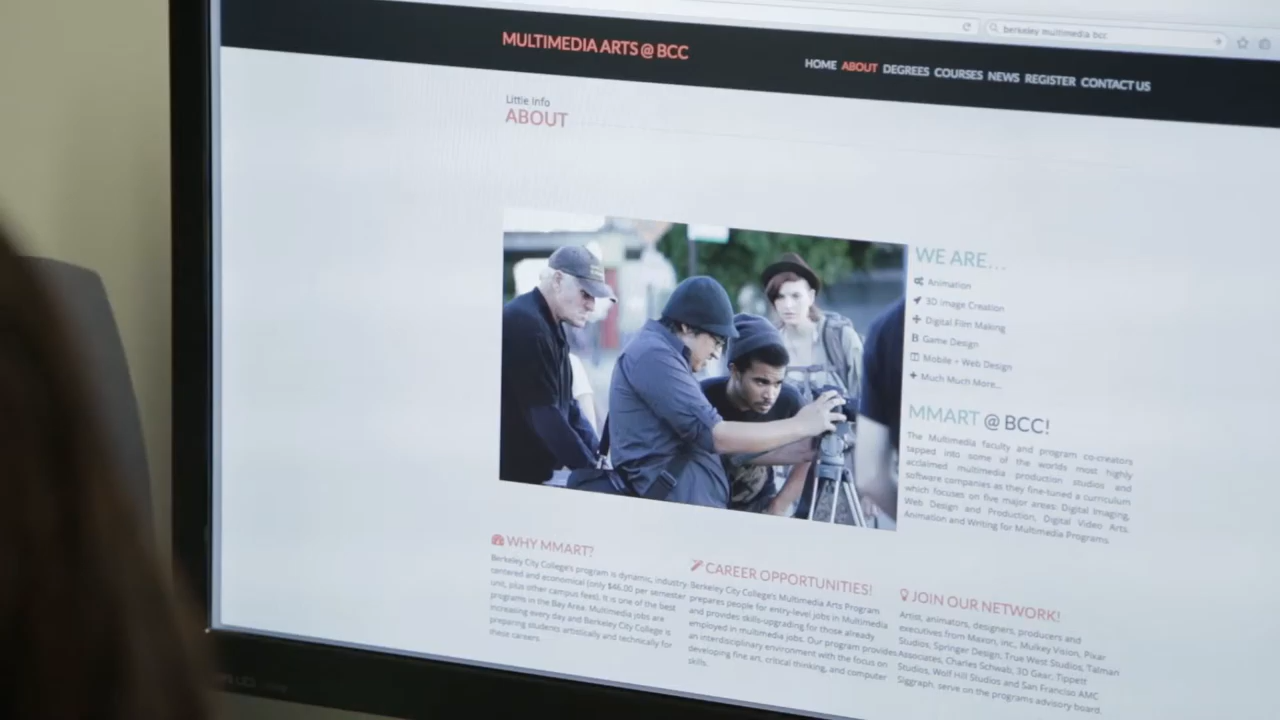 berkeley multimedia bcc
MULTIMEDIA ARTS @ BCC
HOME ABOUT DEGREES COURSES NEWS REGISTER CONTACT US
Little Info
ABOUT
WE ARE...
Animation
3D Image Creation
Digital Film Making
B Game Design
Mobile - Web Design
Much Much More...
MMART @ BCC!
The Multimedia faculty and program co-creators
tapped into some of the worlds most highly
acclaimed multimedia production studios and
software companies as they fine-tuned a curriculum
which focuses on five major areas: Digital Imaging,
Web Design and Production, Digital Video Arts,
Animation and Writing for Multimedia Programs.
WHY MMART?
Berkeley City College's program is dynamic, industry-
centered and economical (only $46.00 per semester
unit, plus other campus fees). It is one of the best
programs in the Bay Area. Multimedia jobs are
increasing every day and Berkeley City College is
preparing students artistically and technically for
these careers.
CAREER OPPORTUNITIES!
Berkeley City College's Multimedia Arts Program
prepares people for entry-level jobs in Multimedia
and provides skills-upgrading for those already
employed in multimedia jobs. Our program provides
an interdisciplinary environment with the focus on
developing fine art, critical thinking, and computer
skills.
JOIN OUR NETWORK!
Artists, animators, designers, producers and
executives from Maxon, Inc., Mulkey Vision, Pixar
Studios, Springer Design, True West Studios, Talman
Associates, Charles Schwab, 3D Gear, Tippett
Studios, Wolf Hill Studios and San Franciso AMC
Siggraph, serve on the programs advisory board.